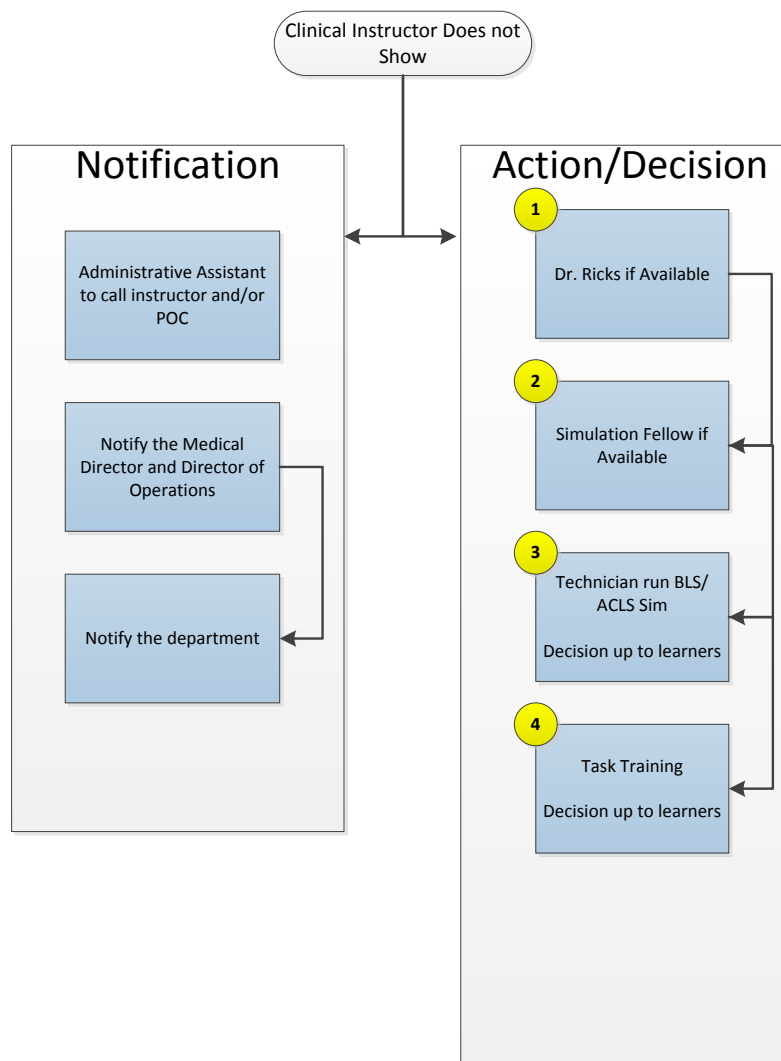 Clinical Instructor Does not
Show
Notification
Administrative Assistant
to call instructor and/or
POC
Notify the Medical
Director and Director of
Operations
Notify the department
Action/Decision
1
Dr. Ricks if Available
2
Simulation Fellow if
Available
3
Technician run BLS/
ACLS Sim
Decision up to learners
4
Task Training
Decision up to learners